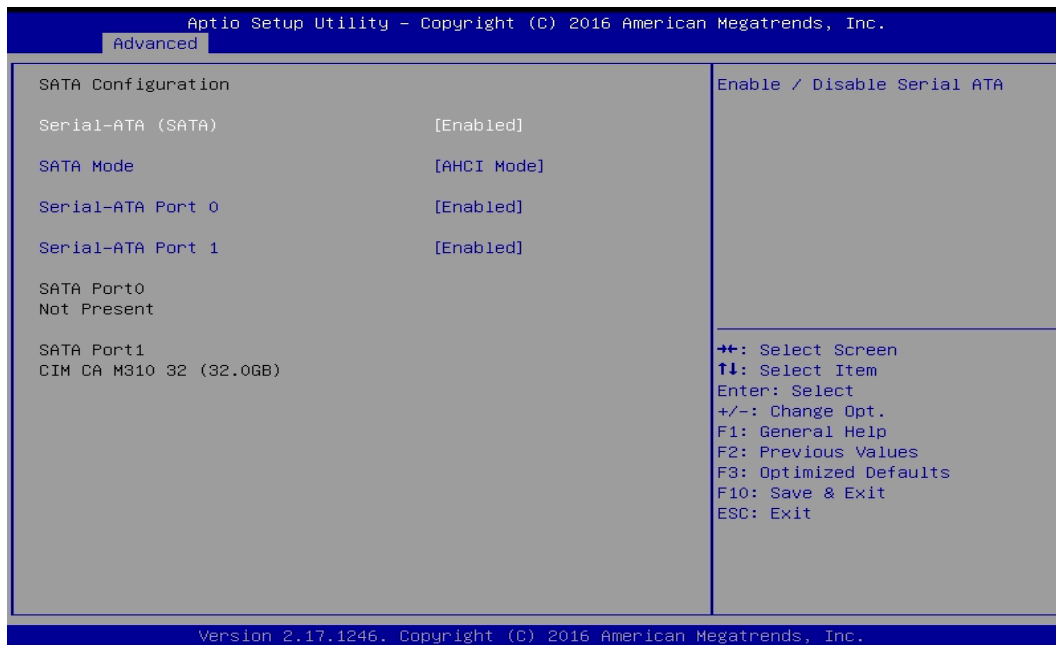 Aptio Setup Utility – Copyright (C) 2016 American Megatrends, Inc.
Advanced
SATA Configuration
Serial-ATA (SATA) [Enabled]
SATA Mode [AHCI Mode]
Serial-ATA Port 0 [Enabled]
Serial-ATA Port 1 [Enabled]
SATA Port0
Not Present
SATA Port1
CIM CA M310 32 (32.0GB)
Enable / Disable Serial ATA
→←: Select Screen
↑↓: Select Item
Enter: Select
+/-: Change Opt.
F1: General Help
F2: Previous Values
F3: Optimized Defaults
F10: Save & Exit
ESC: Exit
Version 2.17.1246. Copyright (C) 2016 American Megatrends, Inc.